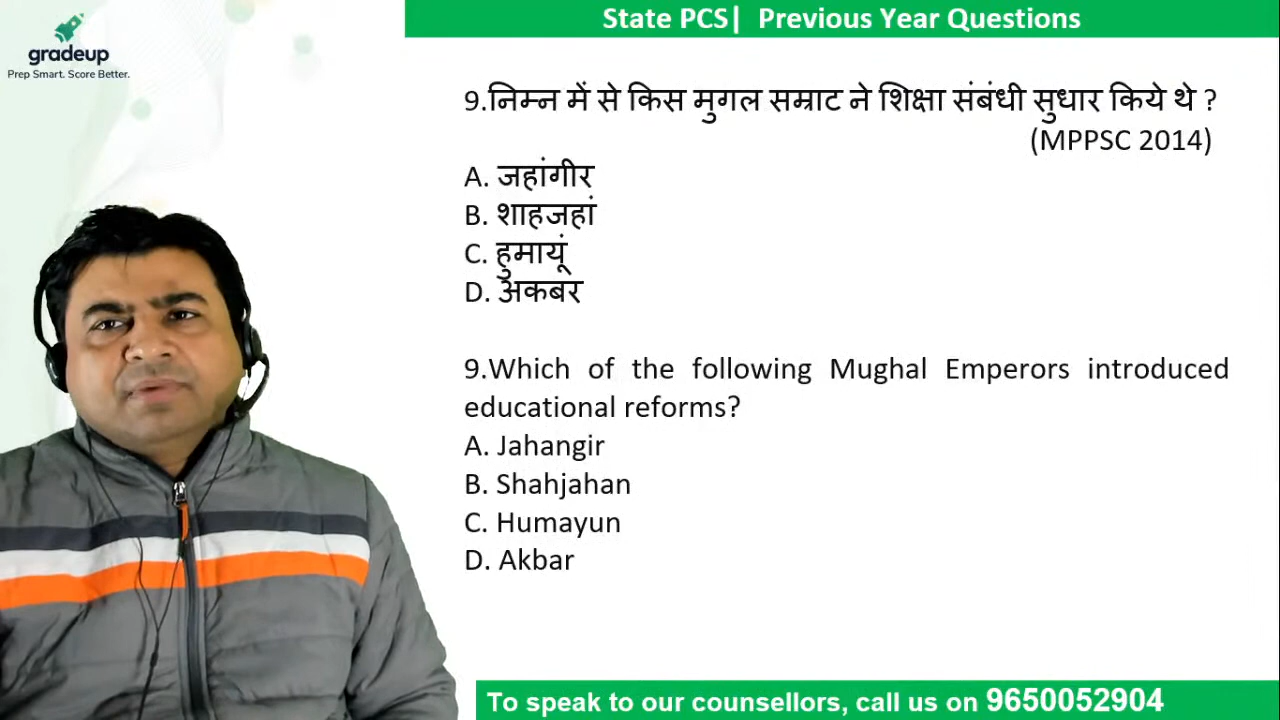 gradeup
Prep Smart. Score Better.
State PCS| Previous Year Questions
9.निम्न में से किस मुगल सम्राट ने शिक्षा संबंधी सुधार किये थे ?
(MPPSC 2014)
A. जहांगीर
B. शाहजहां
C. हुमायूं
D. अकबर
9.Which of the following Mughal Emperors introduced
educational reforms?
A. Jahangir
B. Shahjahan
C. Humayun
D. Akbar
To speak to our counsellors, call us on 9650052904